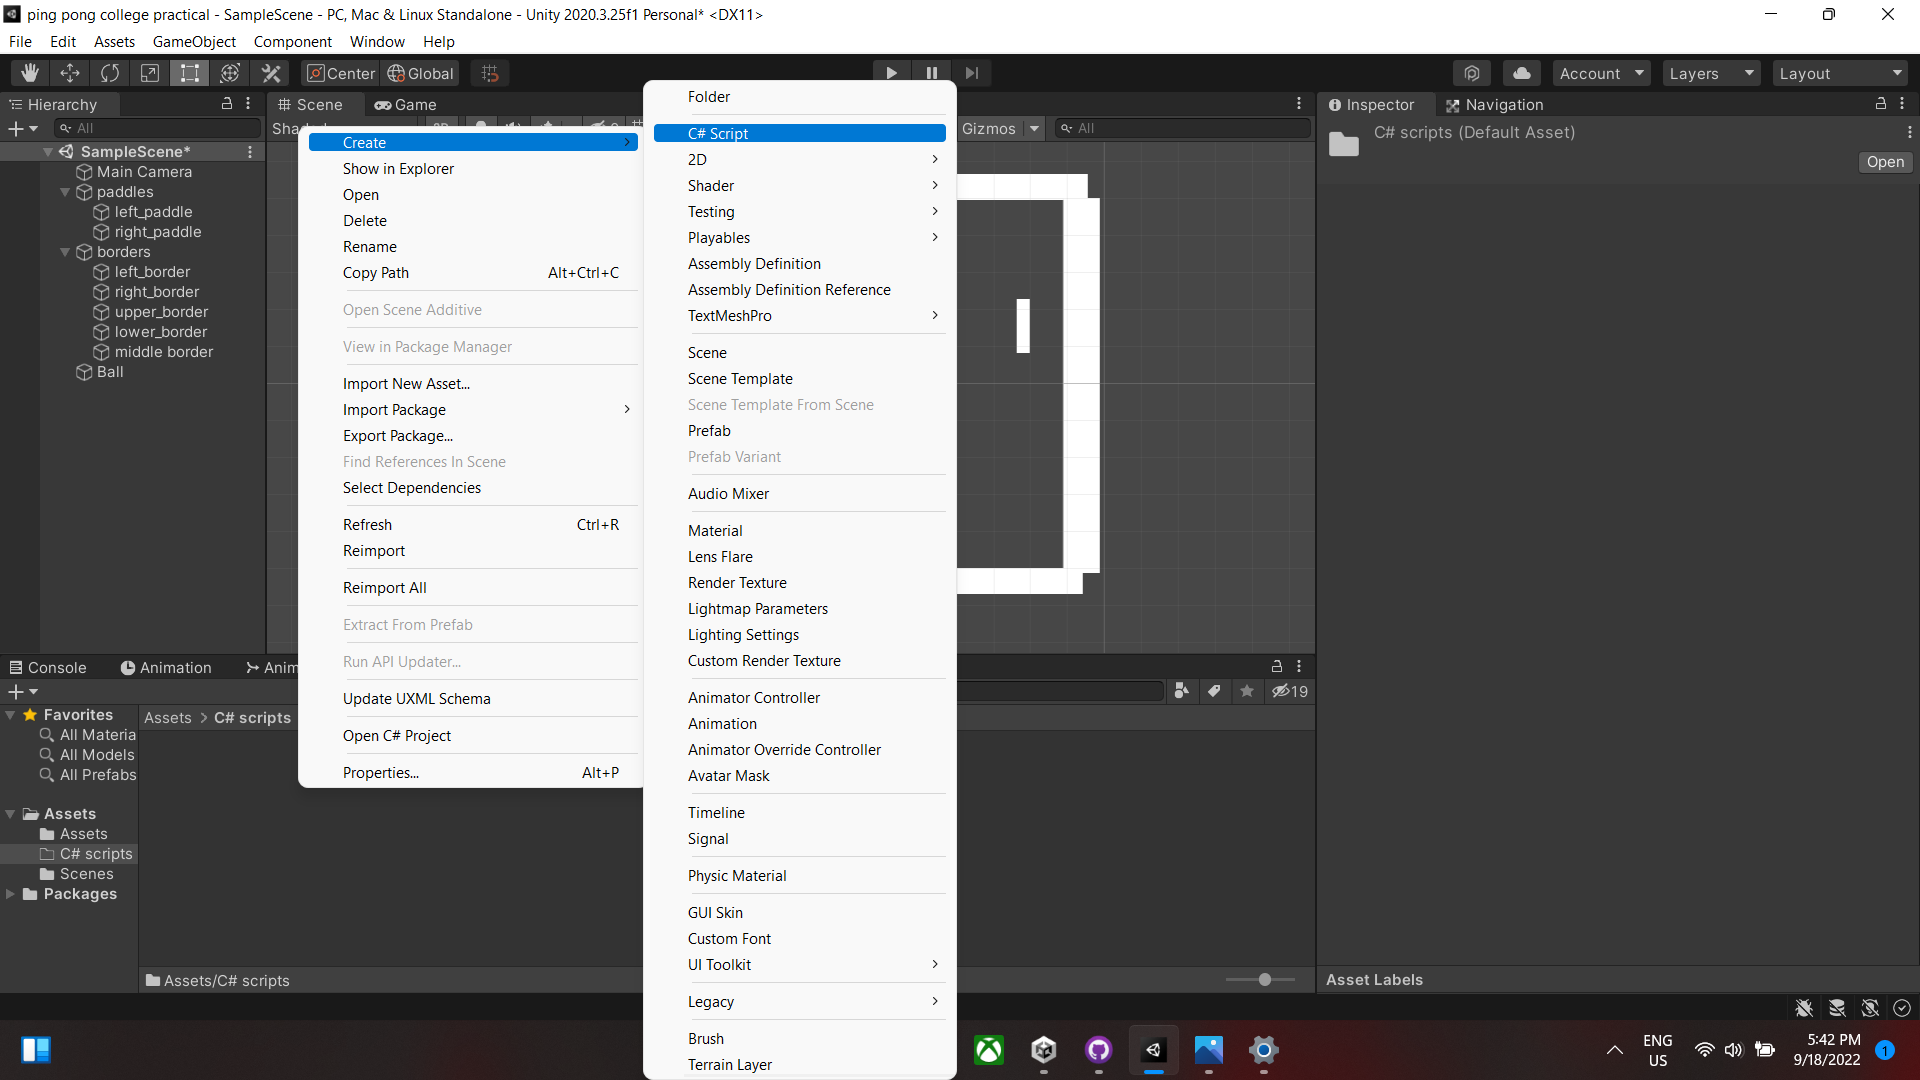 ping pong college practical - SampleScene - PC, Mac & Linux Standalone - Unity 2020.3.25f1 Personal* <DX11>
File Edit Assets GameObject Component Window Help
Center Global Account Layers Layout
Hierarchy
All
SampleScene*
Main Camera
paddles
left_paddle
right_paddle
borders
left_border
right_border
upper_border
lower_border
middle border
Ball
Scene Game
Gizmos All
Create
Show in Explorer
Open
Delete
Rename
Copy Path Alt+Ctrl+C
Open Scene Additive
View in Package Manager
Import New Asset...
Import Package
Export Package...
Find References In Scene
Select Dependencies
Refresh Ctrl+R
Reimport
Reimport All
Extract From Prefab
Run API Updater...
Update UXML Schema
Open C# Project
Properties... Alt+P
Folder
C# Script
2D
Shader
Testing
Playables
Assembly Definition
Assembly Definition Reference
TextMeshPro
Scene
Scene Template
Scene Template From Scene
Prefab
Prefab Variant
Audio Mixer
Material
Lens Flare
Render Texture
Lightmap Parameters
Lighting Settings
Custom Render Texture
Animator Controller
Animation
Animator Override Controller
Avatar Mask
Timeline
Signal
Physic Material
GUI Skin
Custom Font
UI Toolkit
Legacy
Brush
Terrain Layer
Inspector Navigation
C# scripts (Default Asset)
Open
Asset Labels
Console Animation Anim
19
Favorites
All Materia
All Models
All Prefabs
Assets
Assets
C# scripts
Scenes
Packages
Assets > C# scripts
Assets/C# scripts
ENG
US
5:42 PM
9/18/2022
1